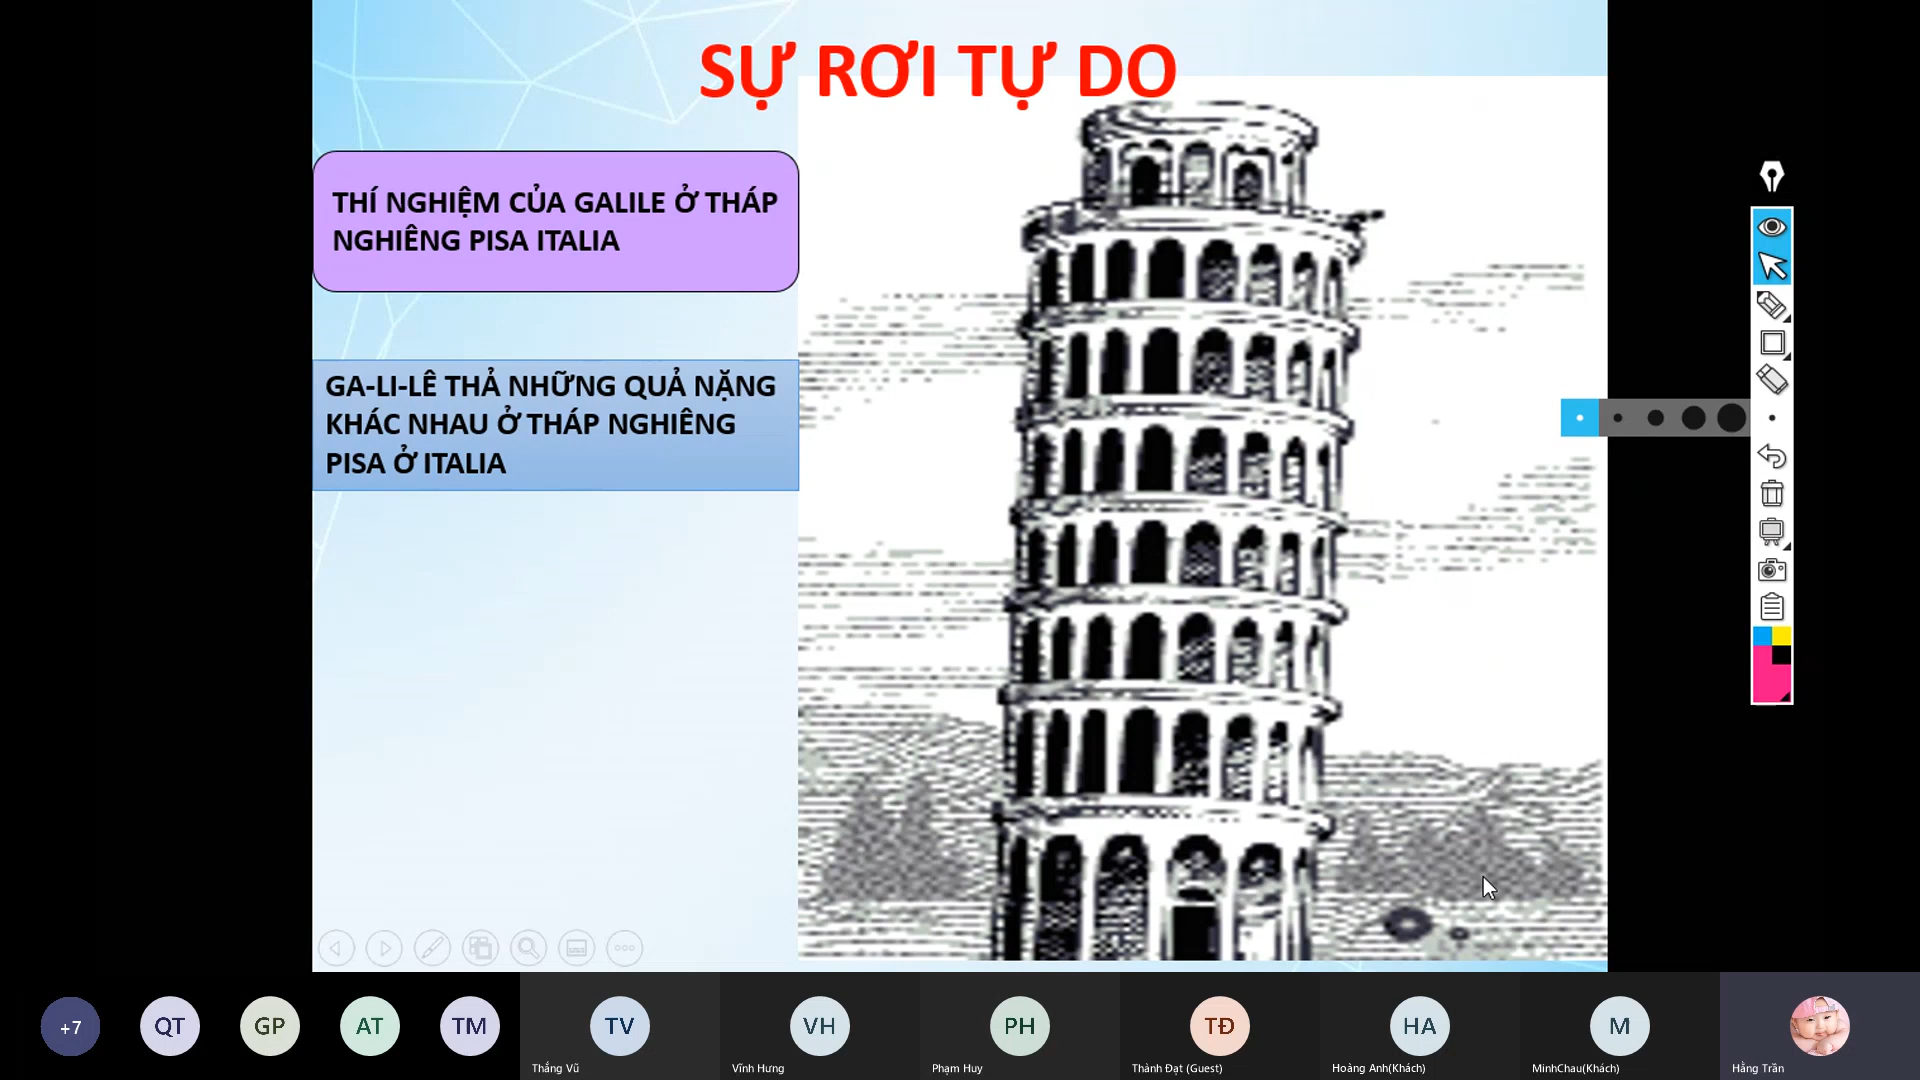 SỰ RƠI TỰ DO
THÍ NGHIỆM CỦA GALILE Ở THÁP
NGHIÊNG PISA ITALIA
GA-LI-LÊ THẢ NHỮNG QUẢ NẶNG
KHÁC NHAU Ở THÁP NGHIÊNG
PISA Ở ITALIA
+7
QT
GP
AT
TM
TV
VH
PH
TĐ
HA
M
Thắng Vũ
Vĩnh Hưng
Phạm Huy
Thành Đạt (Guest)
Hoàng Anh(Khách)
MinhChau(Khách)
Hằng Trần